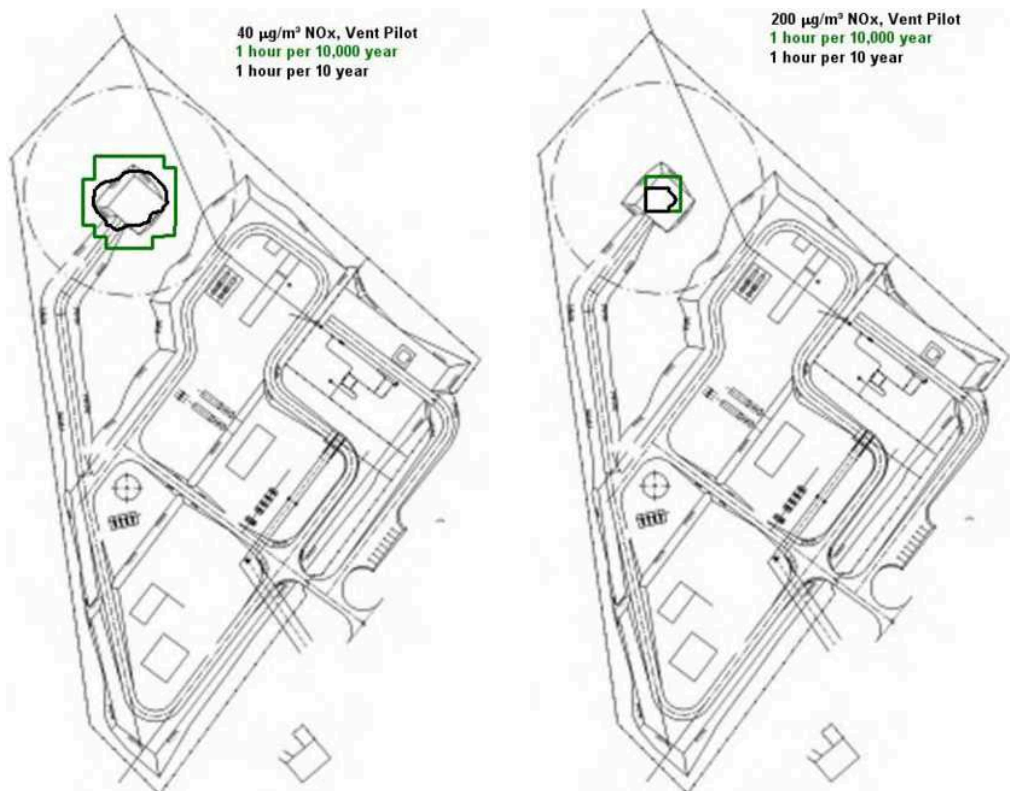 40 µg/m³ NOx, Vent Pilot
1 hour per 10,000 year
1 hour per 10 year
200 µg/m³ NOx, Vent Pilot
1 hour per 10,000 year
1 hour per 10 year